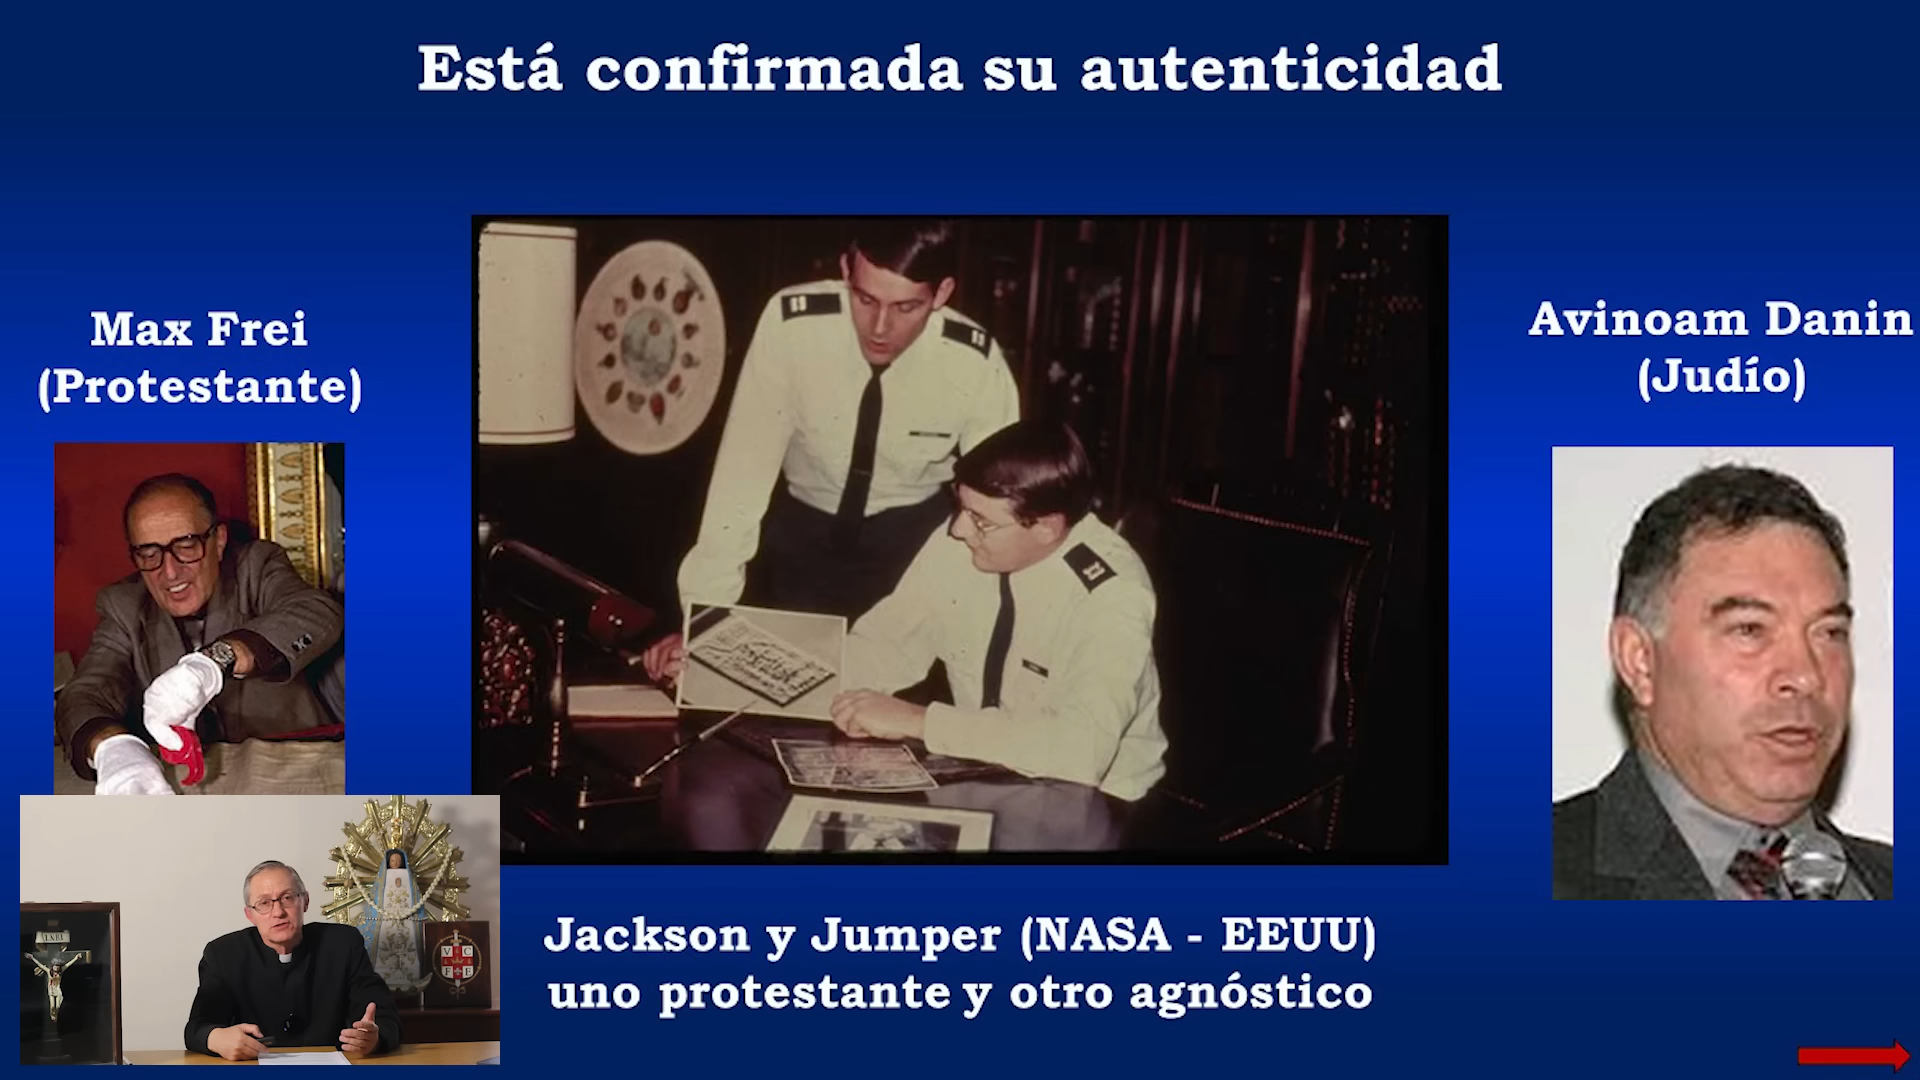 Está confirmada su autenticidad
Max Frei
(Protestante)
Avinoam Danin
(Judío)
Jackson y Jumper (NASA - EEUU)
uno protestante y otro agnóstico
V C
F E